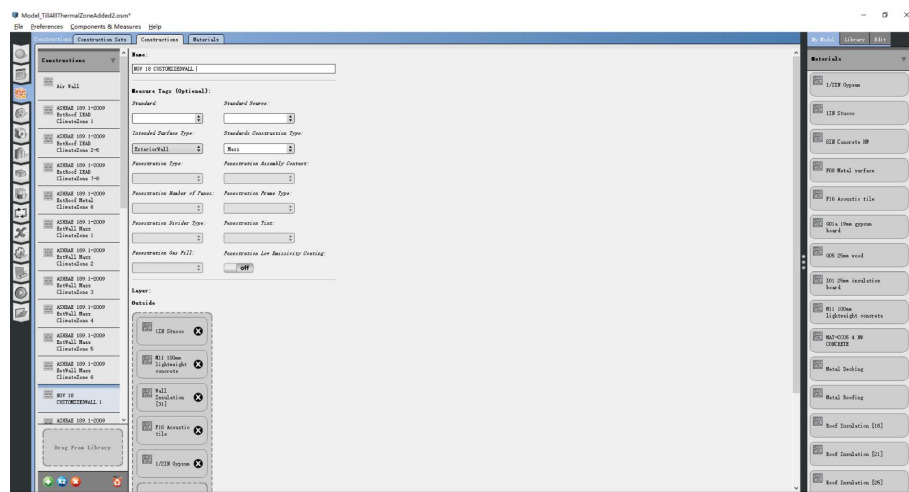 Model_TillAllThermalZoneAdded2.osm*
File Preferences Components & Measures Help
Constructions Construction Sets Constructions Materials
My Model Library Edit
Constructions
Air Wall
ASHRAE 189.1-2009
ExtRoof IEAD
ClimateZone 1
ASHRAE 189.1-2009
ExtRoof IEAD
ClimateZone 2-5
ASHRAE 189.1-2009
ExtRoof IEAD
ClimateZone 7-8
ASHRAE 189.1-2009
ExtRoof Metal
ClimateZone 6
ASHRAE 189.1-2009
ExtWall Mass
ClimateZone 1
ASHRAE 189.1-2009
ExtWall Mass
ClimateZone 2
ASHRAE 189.1-2009
ExtWall Mass
ClimateZone 3
ASHRAE 189.1-2009
ExtWall Mass
ClimateZone 4
ASHRAE 189.1-2009
ExtWall Mass
ClimateZone 5
ASHRAE 189.1-2009
ExtWall Mass
ClimateZone 6
NOV 18
CUSTOMIZEDWALL 1
ASHRAE 189.1-2009
Drag From Library
x2
Name:
NOV 18 CUSTOMIZEDWALL
Measure Tags (Optional):
Standard: Standard Source:
Intended Surface Type: Standards Construction Type:
ExteriorWall Mass
Fenestration Type: Fenestration Assembly Context:
Fenestration Number of Panes: Fenestration Frame Type:
Fenestration Divider Type: Fenestration Tint:
Fenestration Gas Fill: Fenestration Low Emissivity Coating:
off
Layer:
Outside
1IN Stucco
M11 100mm
lightweight
concrete
Wall
Insulation
[31]
F16 Acoustic
tile
1/2IN Gypsum
Materials
1/2IN Gypsum
1IN Stucco
8IN Concrete HW
F08 Metal surface
F16 Acoustic tile
G01a 19mm gypsum
board
G05 25mm wood
I01 25mm insulation
board
M11 100mm
lightweight concrete
MAT-CC05 4 HW
CONCRETE
Metal Decking
Metal Roofing
Roof Insulation [18]
Roof Insulation [21]
Roof Insulation [26]